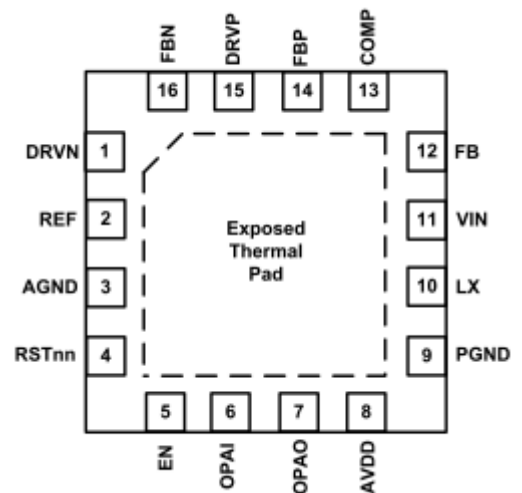 FBN DRVP FBP COMP
16 15 14 13
DRVN 1 12 FB
REF 2 11 VIN
AGND 3 10 LX
RSTnn 4 9 PGND
Exposed
Thermal
Pad
5 6 7 8
EN OPAI OPAO AVDD